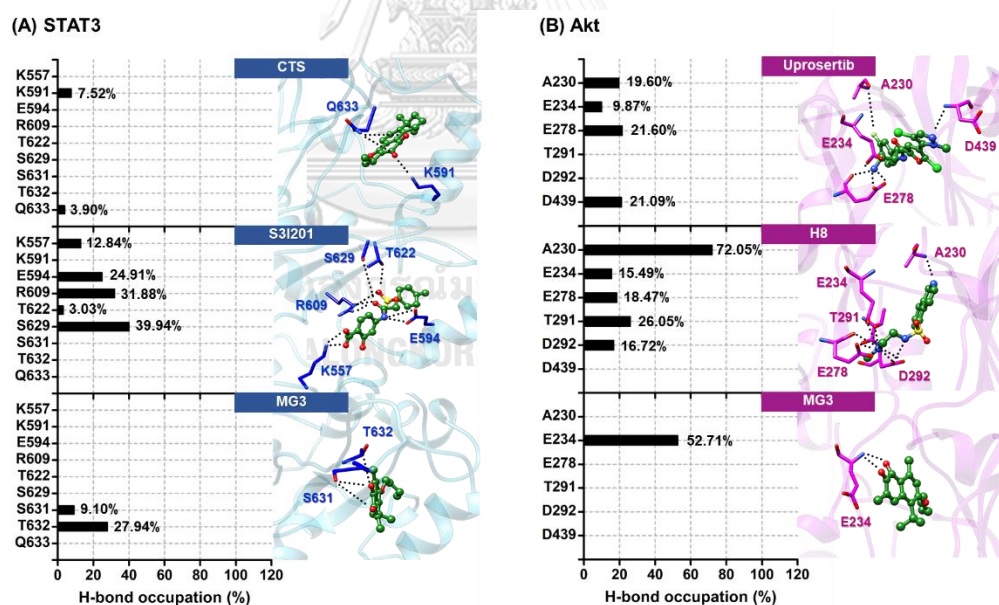 (A) STAT3
CTS
K557
K591
E594
R609
T622
S629
S631
T632
Q633
7.52%
3.90%
Q633
K591
S3I201
K557
K591
E594
R609
T622
S629
S631
T632
Q633
12.84%
24.91%
31.88%
3.03%
39.94%
S629
T622
R609
E594
K557
MG3
K557
K591
E594
R609
T622
S629
S631
T632
Q633
9.10%
27.94%
T632
S631
0 20 40 60 80 100 120
H-bond occupation (%)
(B) Akt
Uprosertib
A230
E234
E278
T291
D292
D439
19.60%
9.87%
21.60%
21.09%
A230
E234
D439
E278
H8
A230
E234
E278
T291
D292
D439
72.05%
15.49%
18.47%
26.05%
16.72%
A230
E234
T291
E278
D292
MG3
A230
E234
E278
T291
D292
D439
52.71%
E234
0 20 40 60 80 100 120
H-bond occupation (%)